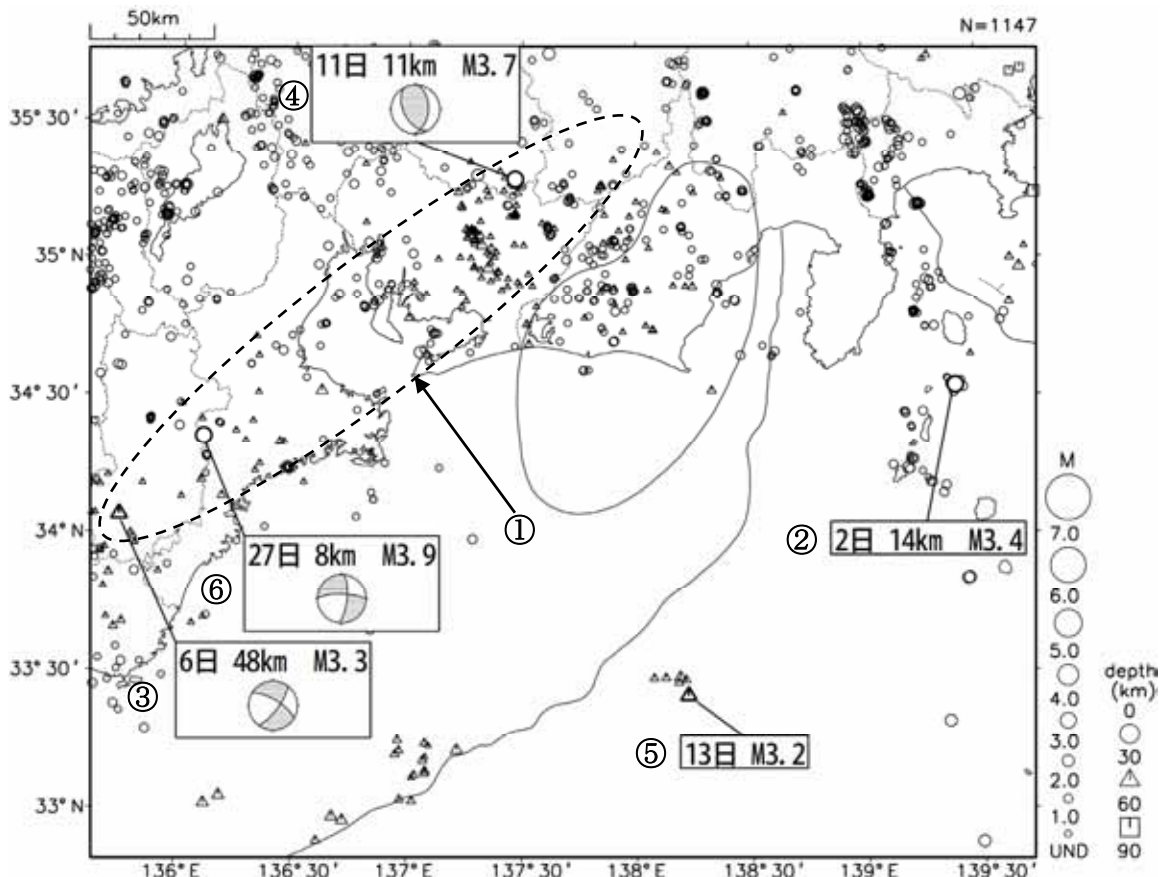 50km
N=1147
11日 11km M3.7
④
35°30′
35°N
34°30′
34°N
33°30′
33°N
①
② 2日 14km M3.4
27日 8km M3.9
⑥
6日 48km M3.3
③
⑤ 13日 M3.2
M
7.0
6.0
5.0
4.0
3.0
2.0
1.0
UND
depth
(km)
0
30
60
90
136°E
136°30′
137°E
137°30′
138°E
138°30′
139°E
139°30′